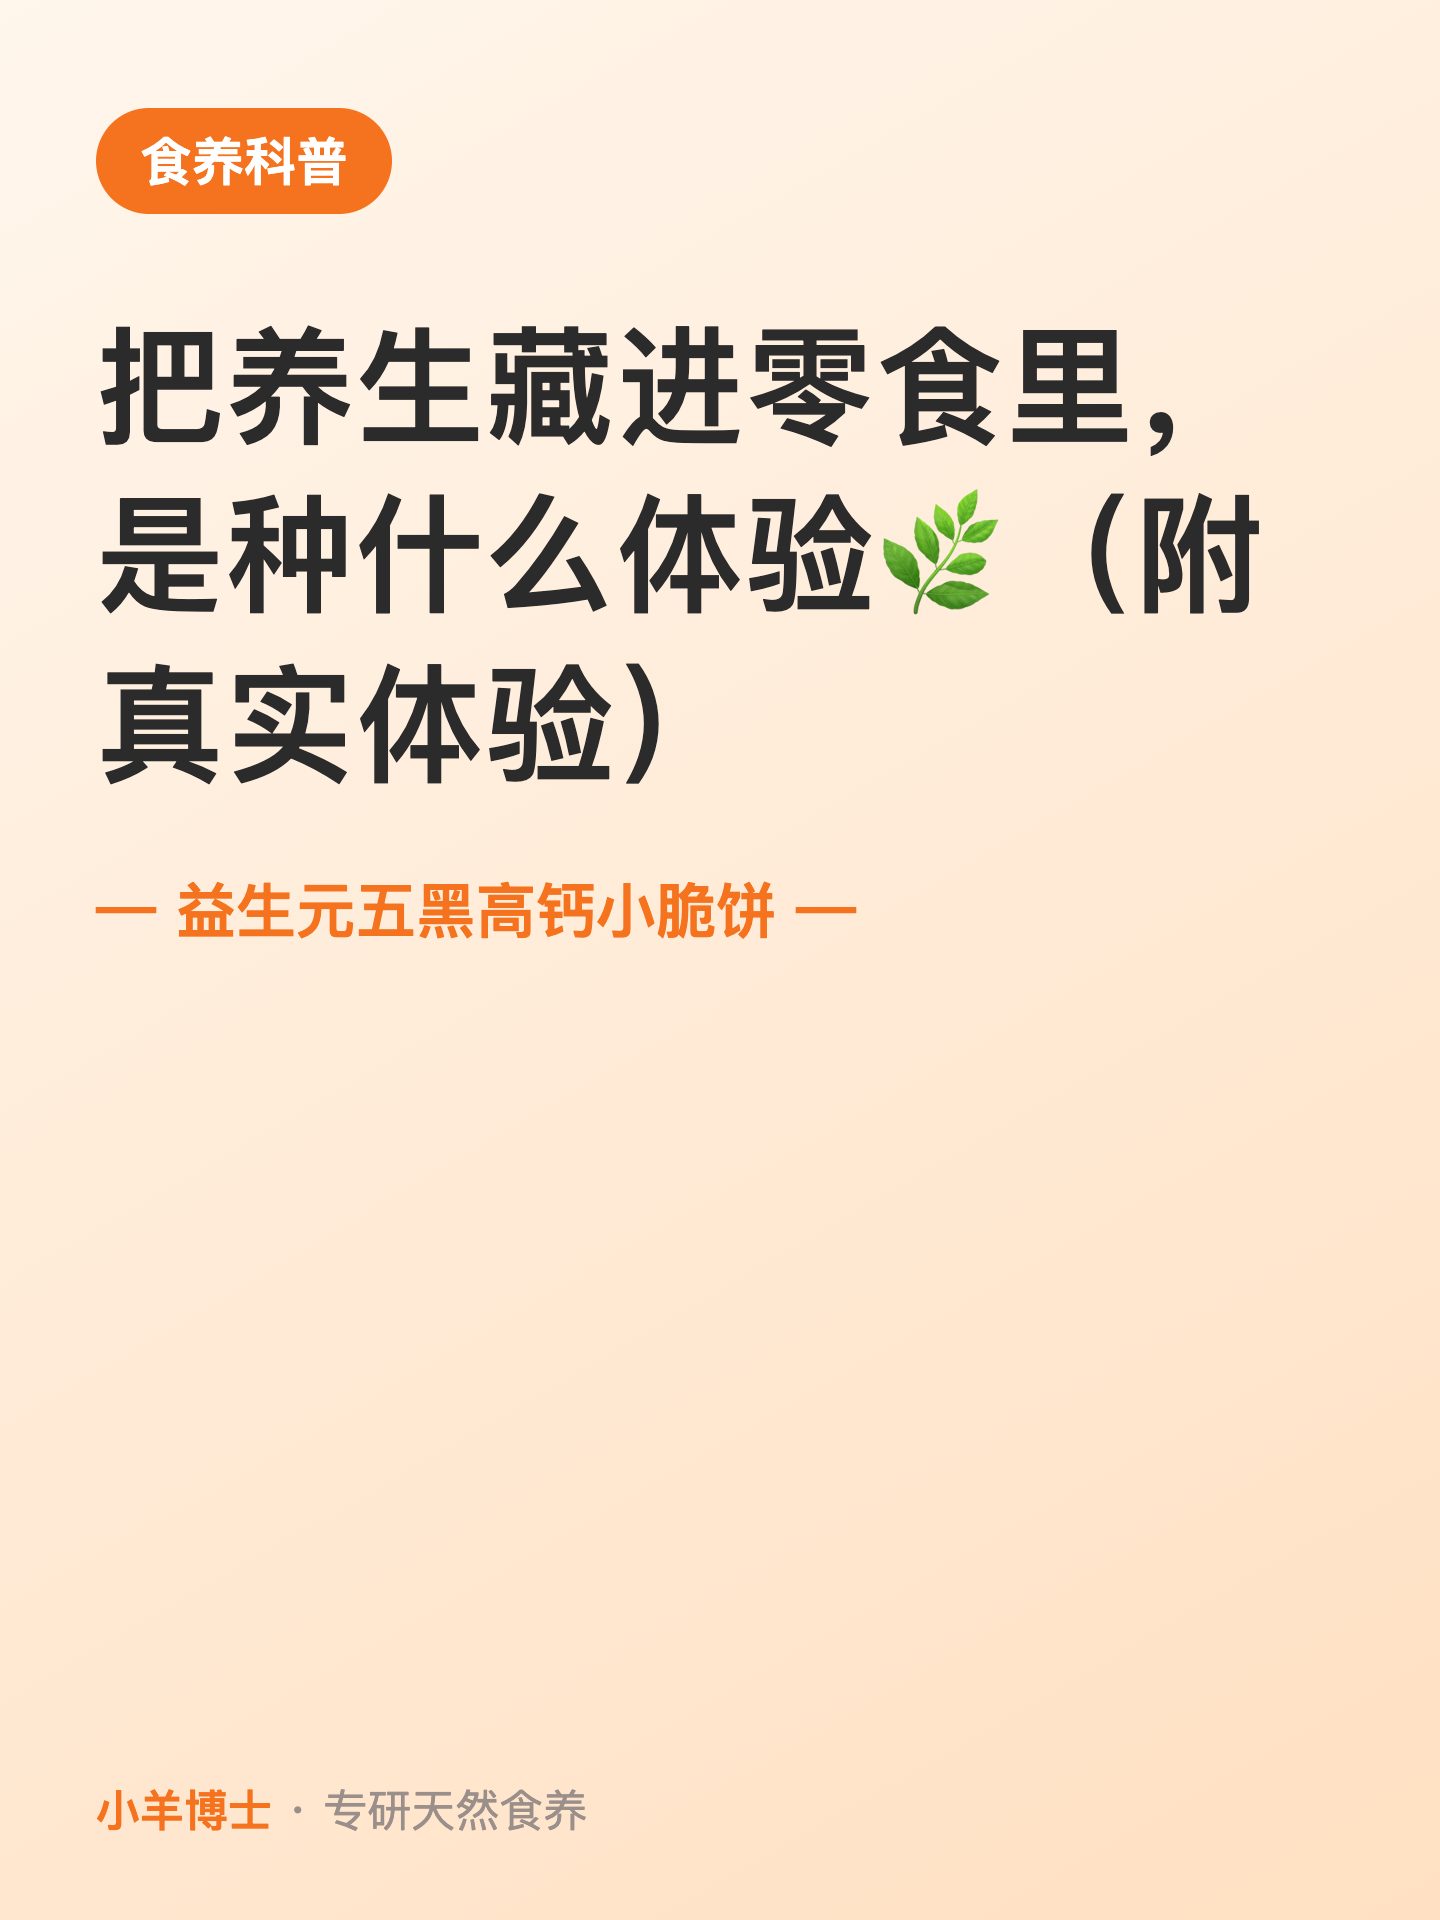 食养科普
把养生藏进零食里，
是种什么体验🌿（附
真实体验）
— 益生元五黑高钙小脆饼 —
小羊博士 · 专研天然食养